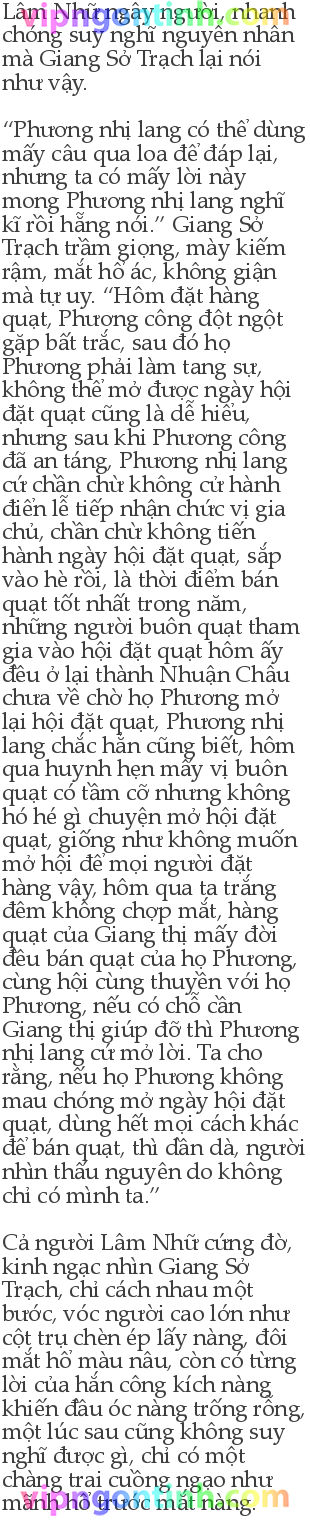 Lâm Nhữ ngây người, nhanh
chóng suy nghĩ nguyên nhân
mà Giang Sở Trạch lại nói
như vậy.
“Phương nhị lang có thể dùng
mấy câu qua loa để đáp lại,
nhưng ta có mấy lời này
mong Phương nhị lang nghĩ
kĩ rồi hẵng nói.” Giang Sở
Trạch trầm giọng, mày kiếm
rậm, mắt hổ ác, không giận
mà tự uy. “Hôm đặt hàng
quạt, Phương công đột ngột
gặp bất trắc, sau đó họ
Phương phải làm tang sự,
không thể mở được ngày hội
đặt quạt cũng là dễ hiểu,
nhưng sau khi Phương công
đã an táng, Phương nhị lang
cứ chần chừ không cử hành
điển lễ tiếp nhận chức vị gia
chủ, chần chừ không tiến
hành ngày hội đặt quạt, sắp
vào hè rồi, là thời điểm bán
quạt tốt nhất trong năm,
những người buôn quạt tham
gia vào hội đặt quạt hôm ấy
đều ở lại thành Nhuận Châu
chưa về chờ họ Phương mở
lại hội đặt quạt, Phương nhị
lang chắc hẳn cũng biết, hôm
qua huynh hẹn mấy vị buôn
quạt có tầm cỡ nhưng không
hó hé gì chuyện mở hội đặt
quạt, giống như không muốn
mở hội để mọi người đặt
hàng vậy, hôm qua ta trắng
đêm không chợp mắt, hàng
quạt của Giang thị mấy đời
đều bán quạt của họ Phương,
cùng hội cùng thuyền với họ
Phương, nếu có chỗ cần
Giang thị giúp đỡ thì Phương
nhị lang cứ mở lời. Ta cho
rằng, nếu họ Phương không
mau chóng mở ngày hội đặt
quạt, dùng hết mọi cách khác
để bán quạt, thì dần dà, người
nhìn thấu nguyên do không
chỉ có mình ta.”
Cả người Lâm Nhữ cứng đờ,
kinh ngạc nhìn Giang Sở
Trạch, chỉ cách nhau một
bước, vóc người cao lớn như
cột trụ chèn ép lấy nàng, đôi
mắt hổ màu nâu, còn có từng
lời của hắn công kích nàng
khiến đầu óc nàng trống rỗng,
một lúc sau cũng không suy
nghĩ được gì, chỉ có một
chàng trai cuồng ngạo như
mãnh hổ trước mắt nàng.
vipngontinh.com
vipngontinh.com